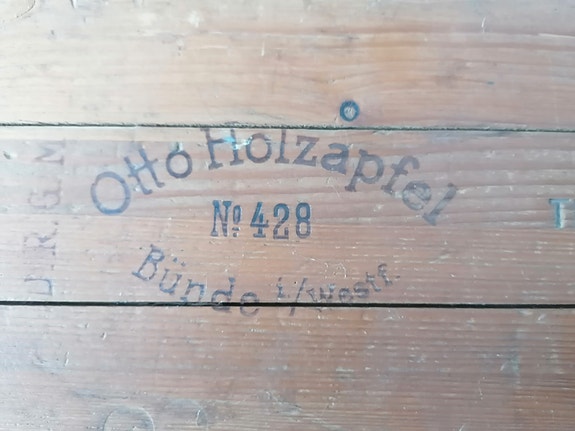 Otto Holzapfel
№ 428
Bünde i/Westf.
D.R.G.M
T